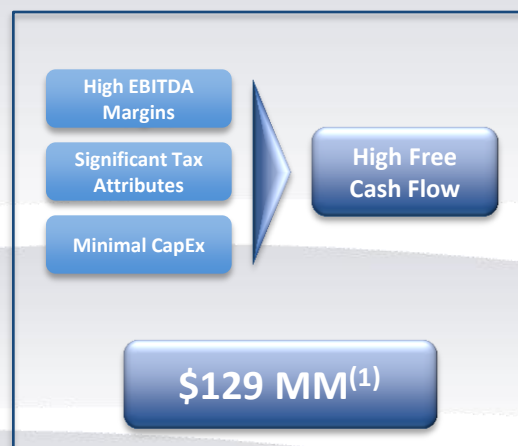 High EBITDA
Margins
Significant Tax
Attributes
Minimal CapEx
High Free
Cash Flow
$129 MM(1)